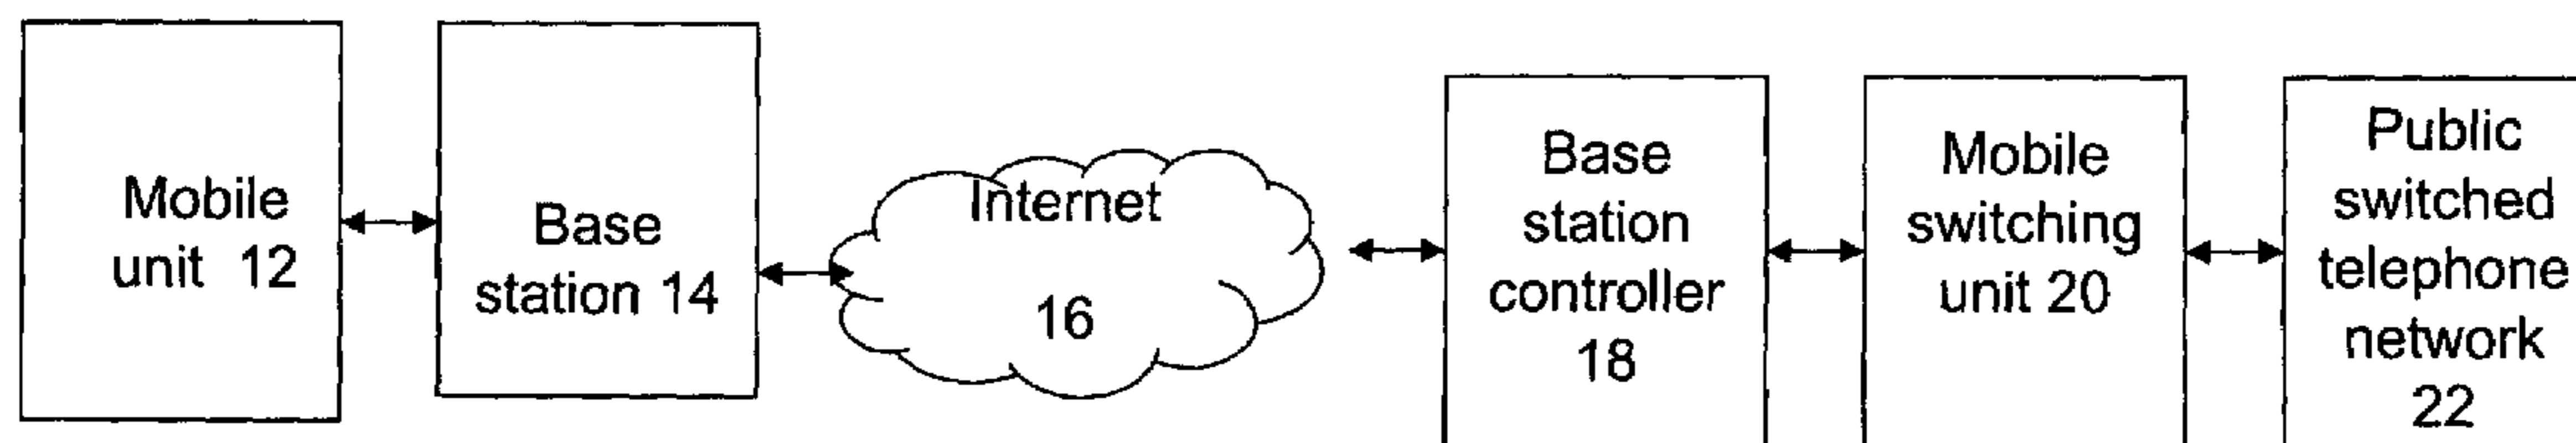 Mobile
unit 12
Base
station 14
Internet
16
Base
station
controller
18
Mobile
switching
unit 20
Public
switched
telephone
network
22